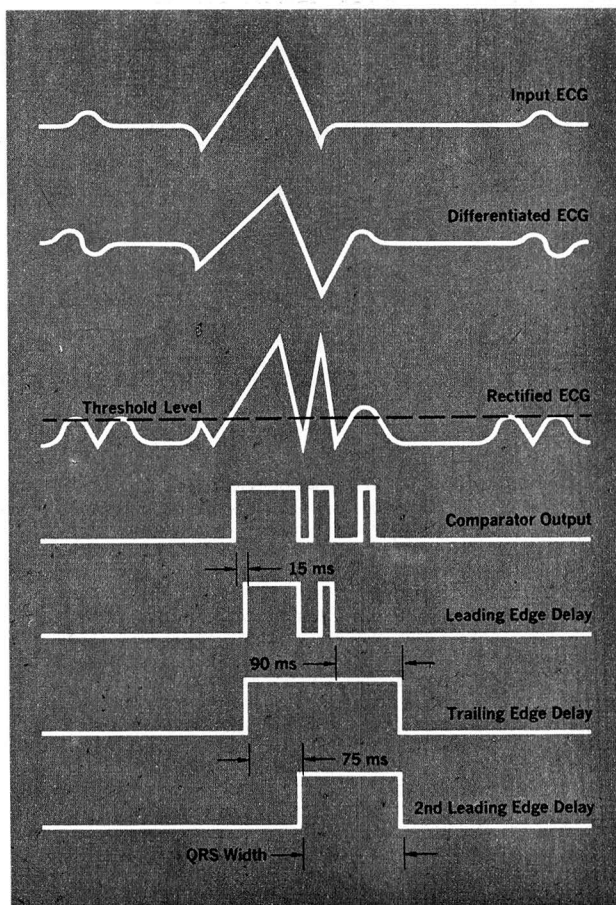 Input ECG
Differentiated ECG
Threshold Level
Rectified ECG
Comparator Output
15 ms
Leading Edge Delay
90 ms
Trailing Edge Delay
75 ms
2nd Leading Edge Delay
QRS Width